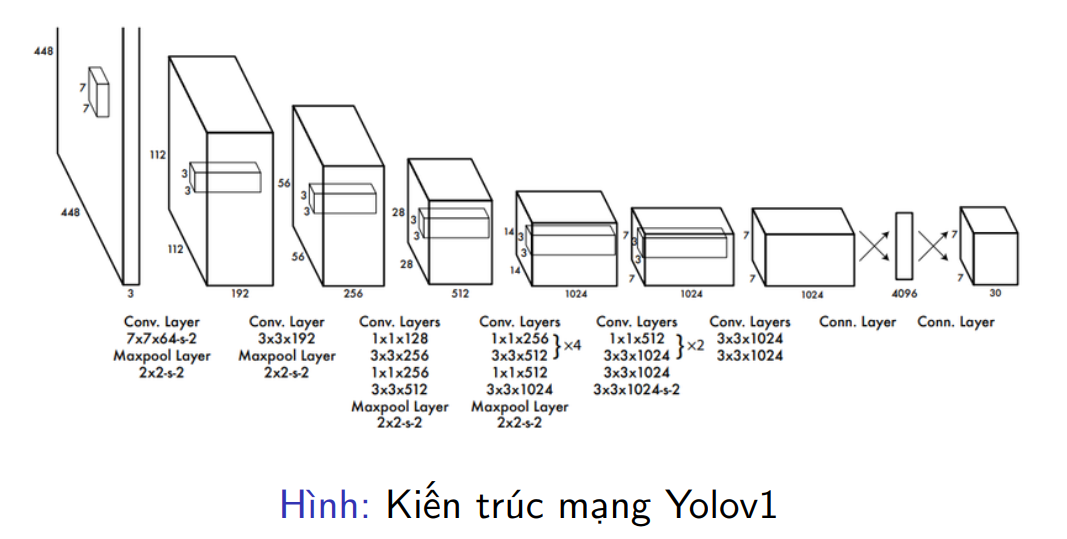 448
7
7
448
3
112
3
3
112
192
56
3
3
56
256
28
3
3
28
512
14
3
3
14
1024
7
3
3
7
1024
7
7
1024
4096
7
7
30
Conv. Layer
7x7x64-s-2
Maxpool Layer
2x2-s-2
Conv. Layer
3x3x192
Maxpool Layer
2x2-s-2
Conv. Layers
1x1x128
3x3x256
1x1x256
3x3x512
Maxpool Layer
2x2-s-2
Conv. Layers
1x1x256
3x3x512
}×4
1x1x512
3x3x1024
Maxpool Layer
2x2-s-2
Conv. Layers
1x1x512
3x3x1024
}×2
3x3x1024
3x3x1024-s-2
Conv. Layers
3x3x1024
3x3x1024
Conn. Layer
Conn. Layer
Hình: Kiến trúc mạng Yolov1